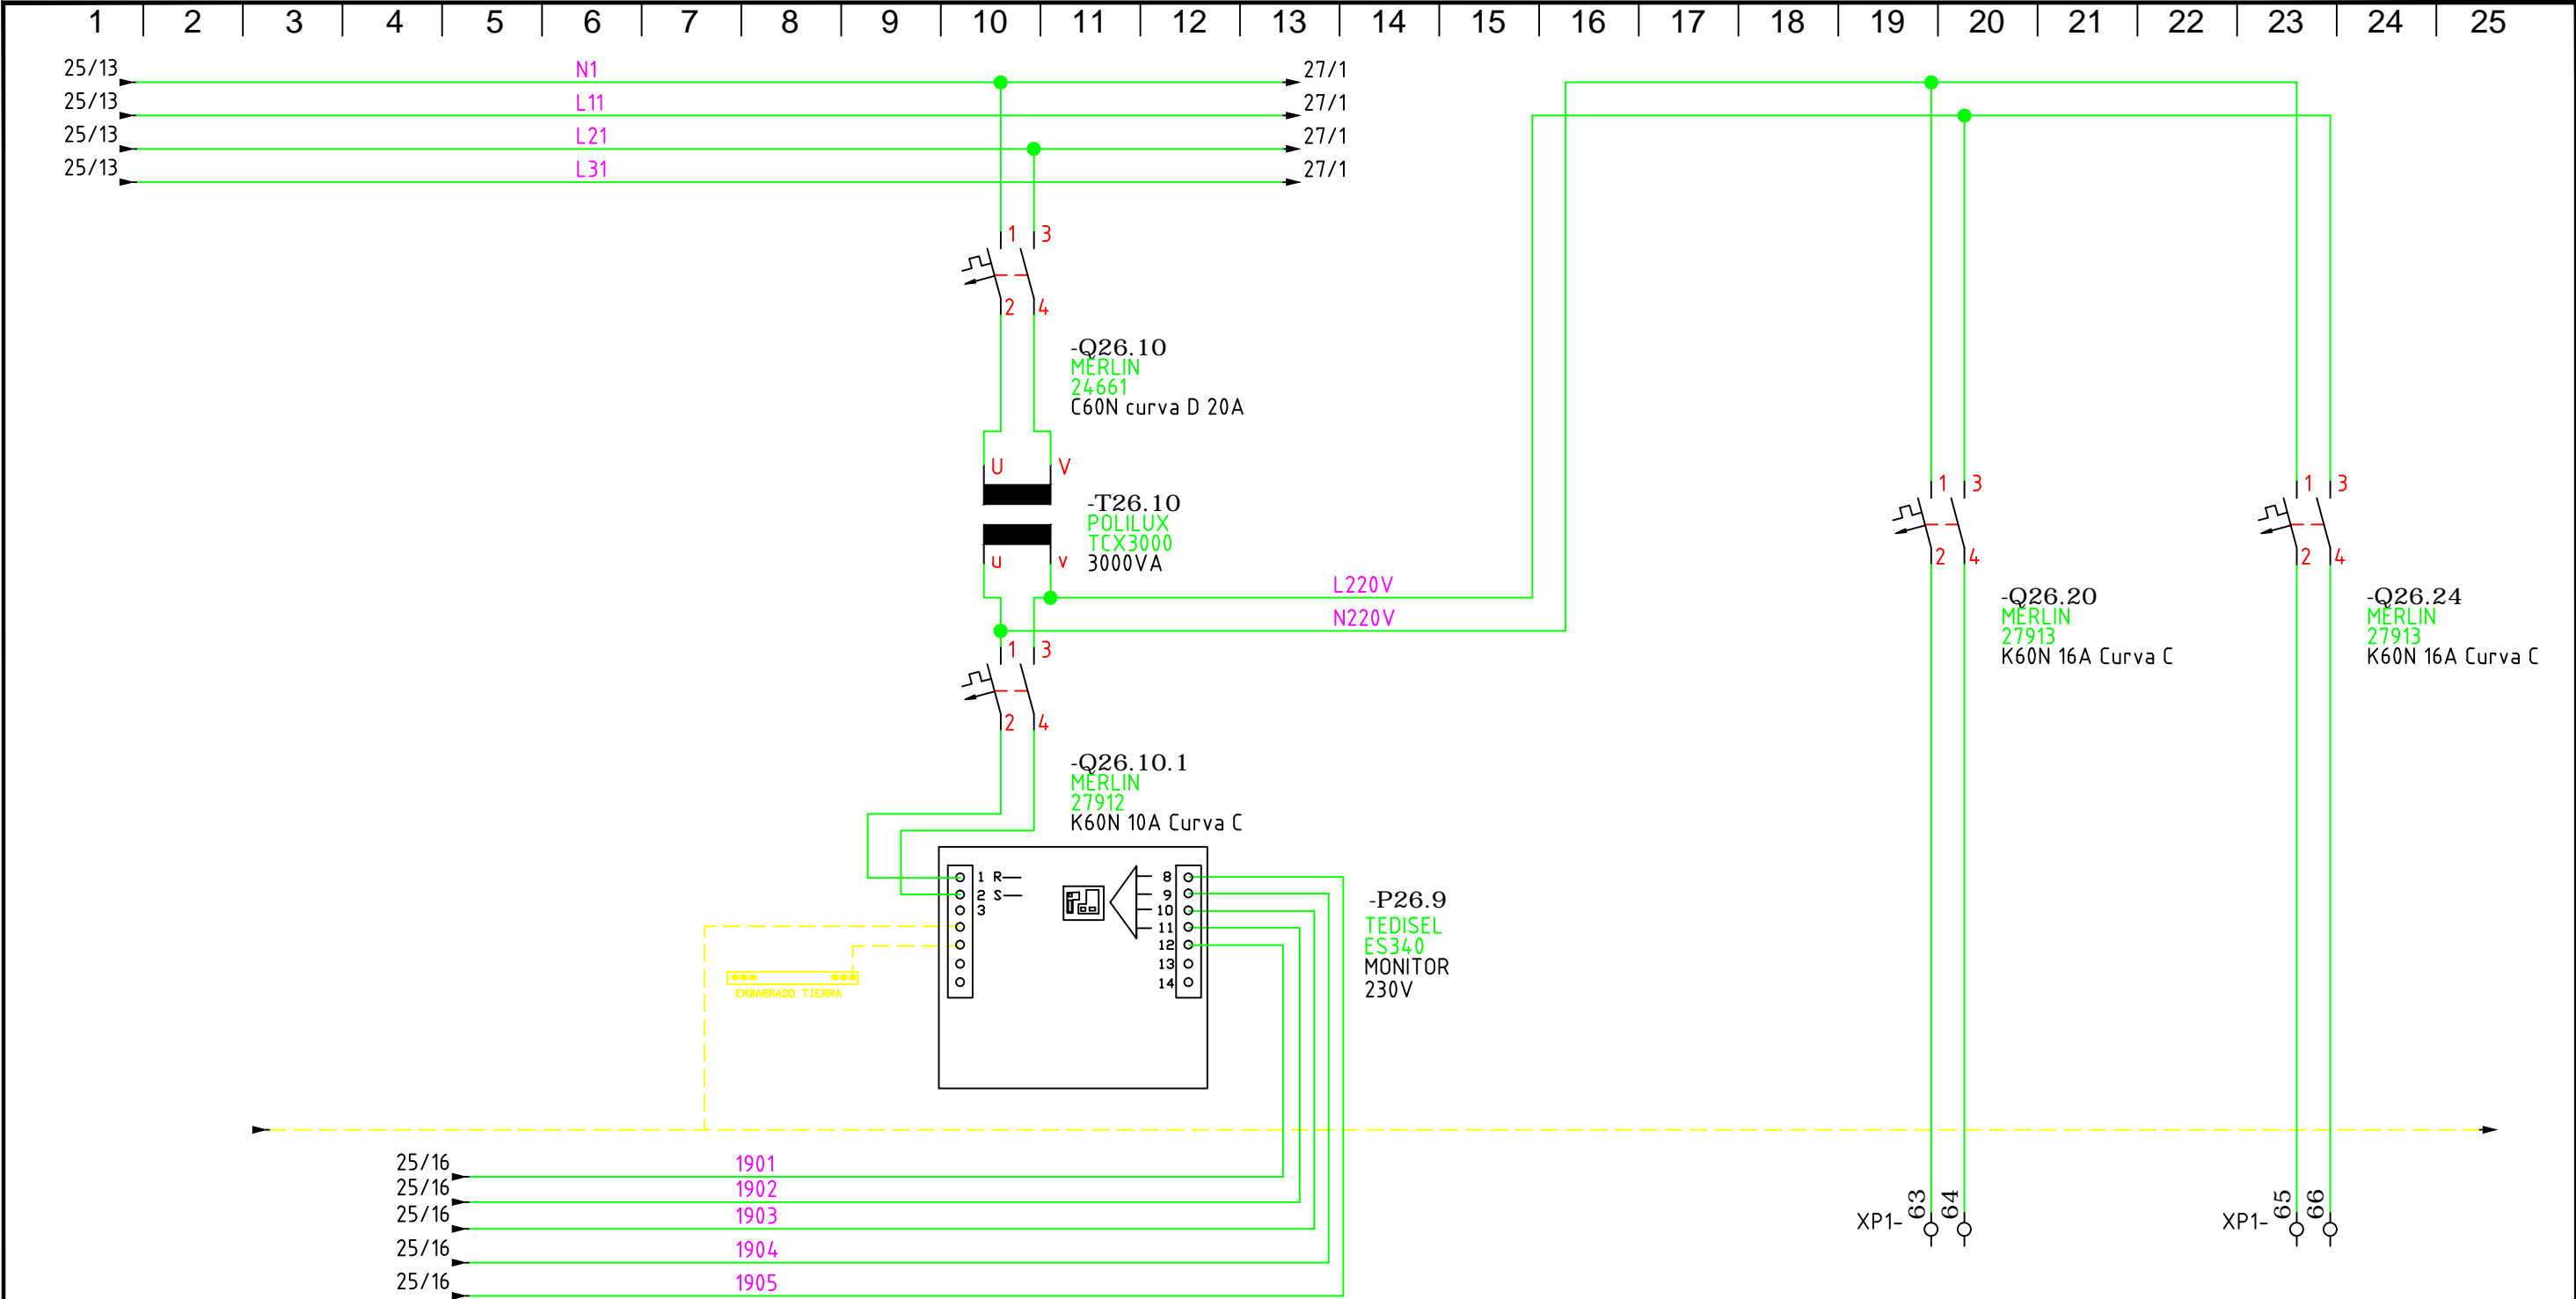 1 2 3 4 5 6 7 8 9 10 11 12 13 14 15 16 17 18 19 20 21 22 23 24 25
25/13 N1 27/1
25/13 L11 27/1
25/13 L21 27/1
25/13 L31 27/1
1 3
2 4
-Q26.10
MERLIN
24661
C60N curva D 20A
U V
-T26.10
POLILUX
TCX3000
3000VA
u v
L220V
N220V
1 3
2 4
-Q26.10.1
MERLIN
27912
K60N 10A Curva C
1 3
2 4
-Q26.20
MERLIN
27913
K60N 16A Curva C
1 3
2 4
-Q26.24
MERLIN
27913
K60N 16A Curva C
1 R
2 S
3
8
9
10
11
12
13
14
-P26.9
TEDISEL
ES340
MONITOR
230V
EMBARRADO TIERRA
25/16 1901
25/16 1902
25/16 1903
25/16 1904
25/16 1905
XP1- 63 64
XP1- 65 66